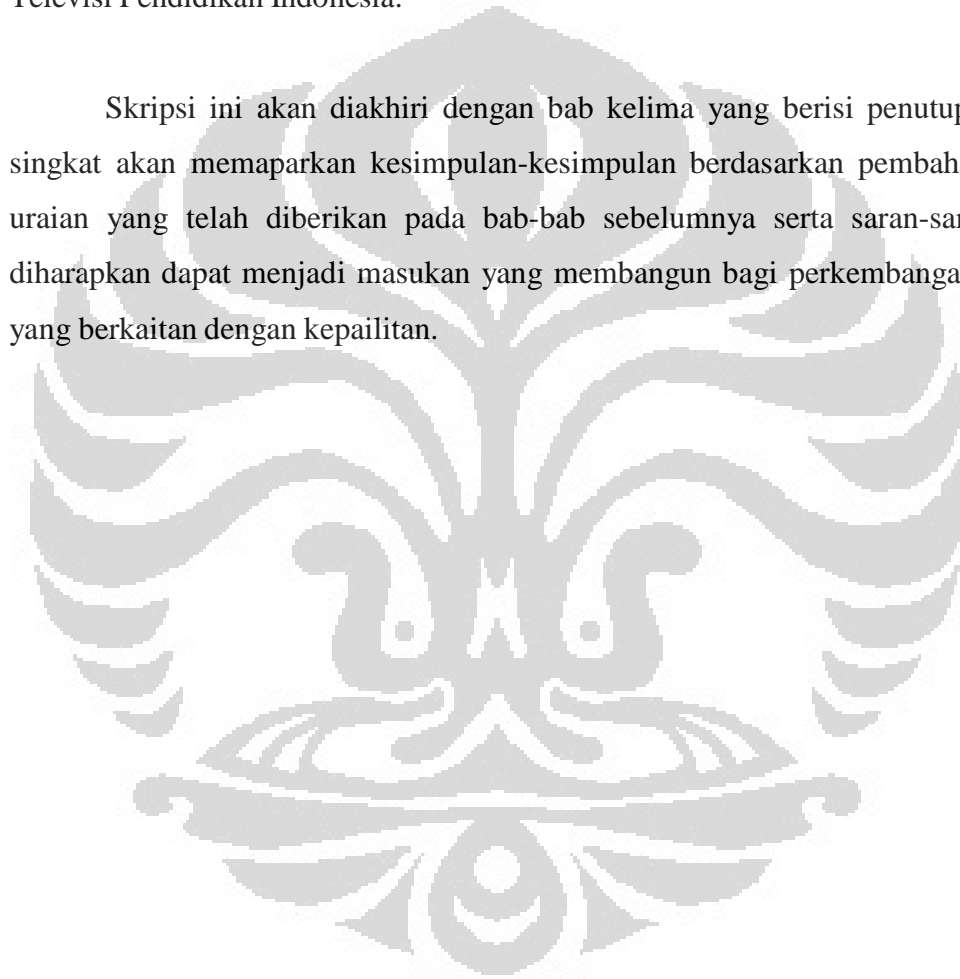 Televisi Pendidikan Indonesia.
Skripsi ini akan diakhiri dengan bab kelima yang berisi penutup
singkat akan memaparkan kesimpulan-kesimpulan berdasarkan pembah
uraian yang telah diberikan pada bab-bab sebelumnya serta saran-sar
diharapkan dapat menjadi masukan yang membangun bagi perkembanga
yang berkaitan dengan kepailitan.